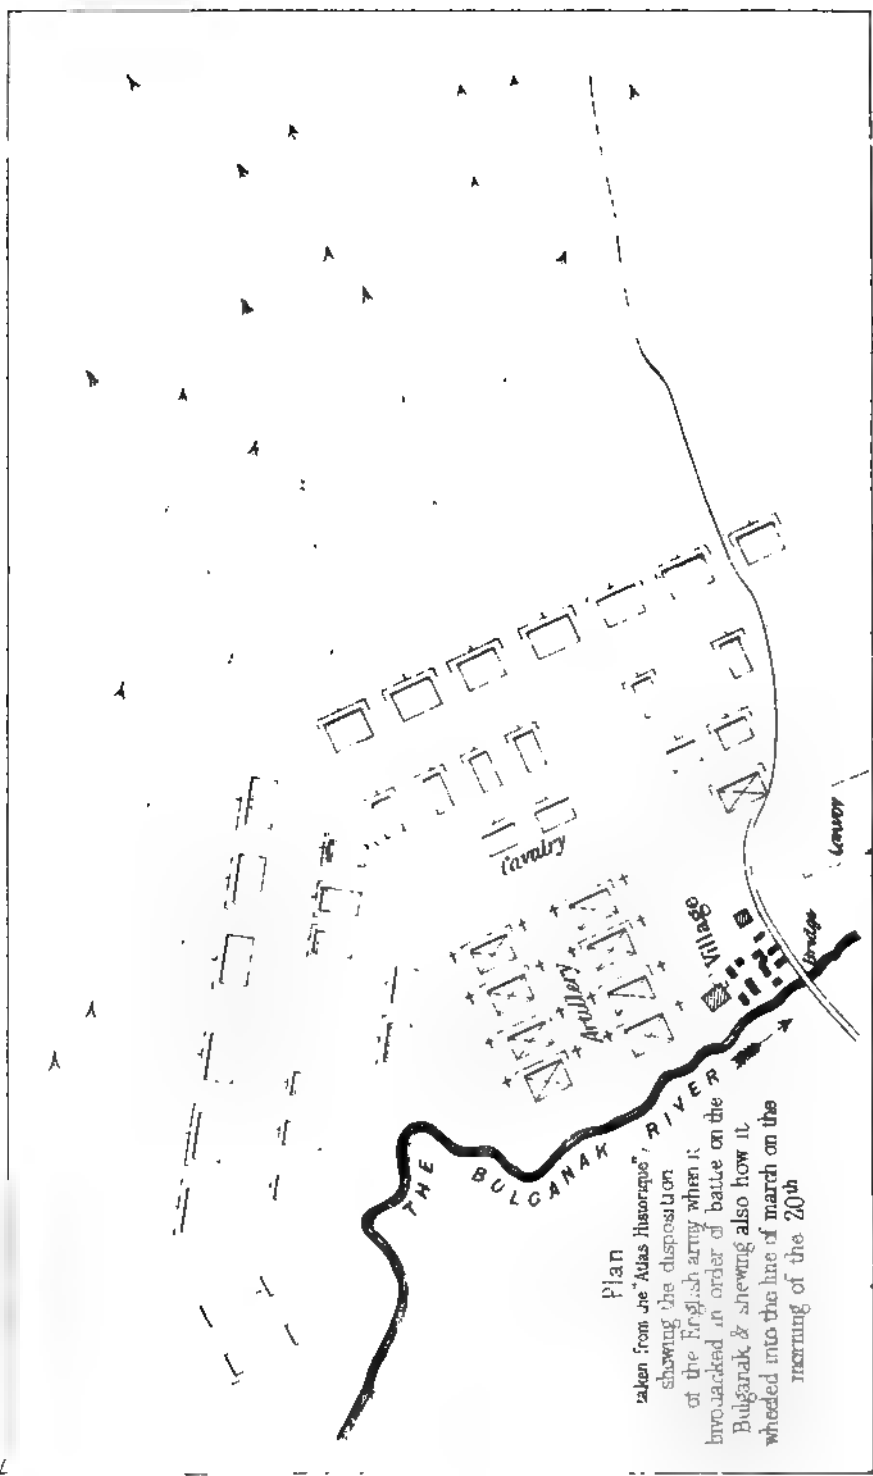 Plan
taken from the "Atlas Historique",
showing the disposition
of the English army when it
bivouacked in order of battle on the
Bulganak & shewing also how it
wheeled into the line of march on the
morning of the 20th
THE BULGANAK RIVER
Artillery
Cavalry
Village
Bridge